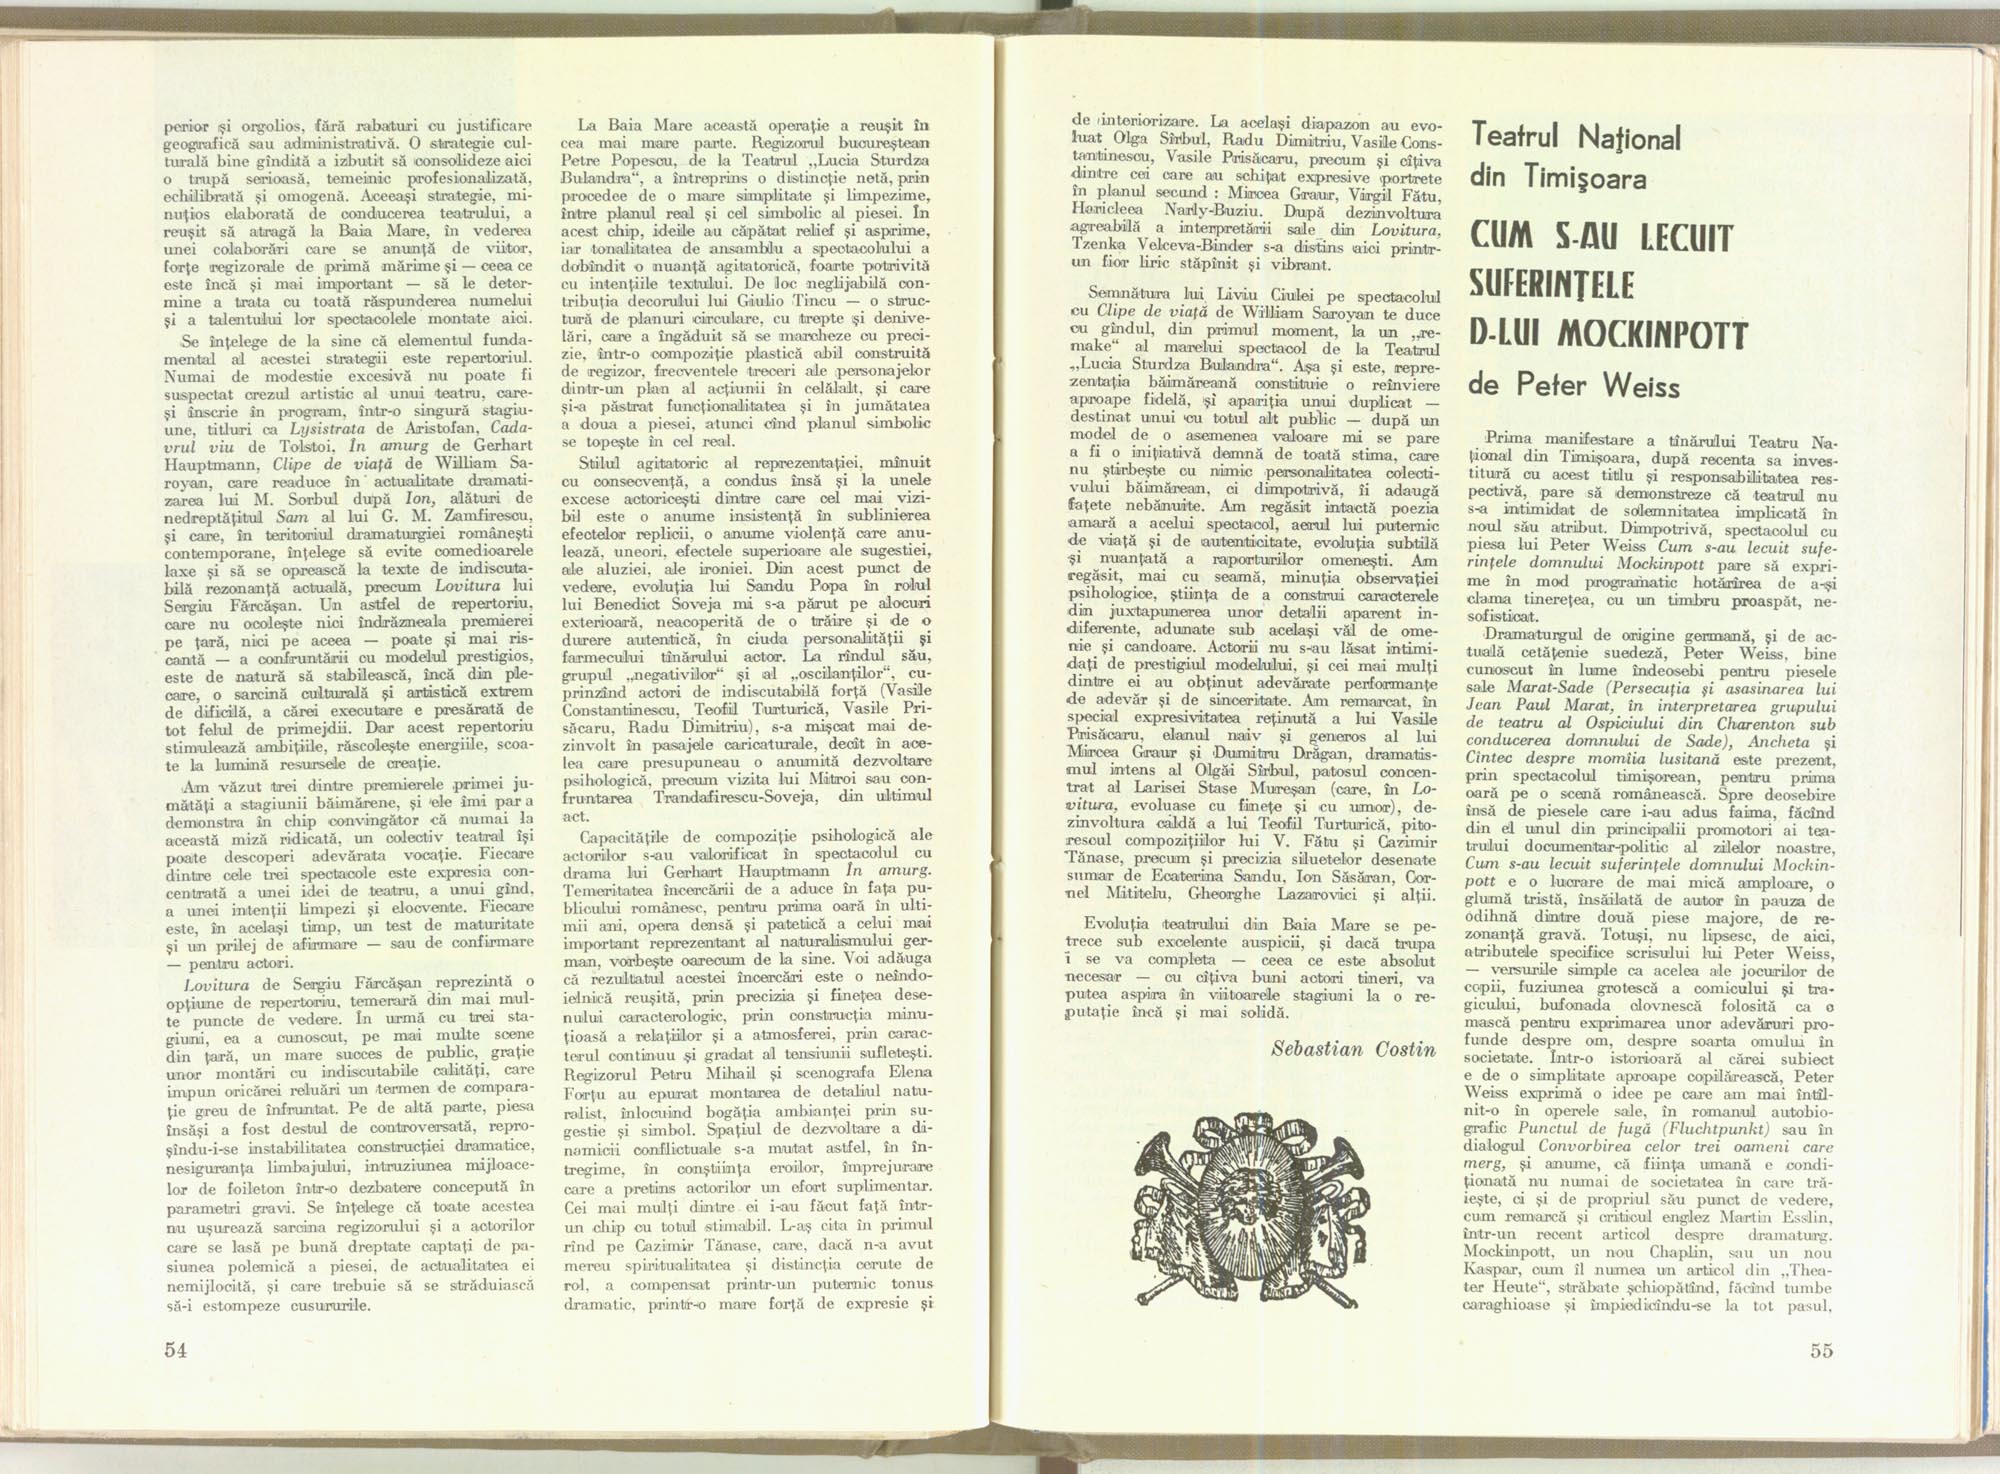 perior și orgolios, fără rabaturi cu justificare
geografică sau administrativă. O strategie cul-
turală bine gîndită a izbutit să consolideze aici
o trupă serioasă, temeinic profesionalizată,
echilibrată și omogenă. Aceeași strategie, mi-
nuțios elaborată de conducerea teatrului, a
reușit să atragă la Baia Mare, în vederea
unei colaborări care se anunță de viitor,
forțe regizorale de primă mărime și — ceea ce
este încă și mai important — să le deter-
mine a trata cu toată răspunderea numelui
și a talentului lor spectacolele montate aici.
Se înțelege de la sine că elementul funda-
mental al acestei strategii este repertoriul.
Numai de modestie excesivă nu poate fi
suspectat crezul artistic al unui teatru, care-
și înscrie în program, într-o singură stagiu-
une, titluri ca Lysistrata de Aristofan, Cada-
vrul viu de Tolstoi, În amurg de Gerhart
Hauptmann, Clipe de viață de William Sa-
royan, care readuce în actualitate dramati-
zarea lui M. Sorbul după Ion, alături de
nedreptățitul Sam al lui G. M. Zamfirescu,
și care, în teritoriul dramaturgiei românești
contemporane, înțelege să evite comedioarele
laxe și să se oprească la texte de indiscuta-
bilă rezonanță actuală, precum Lovitura lui
Sergiu Fărcășan. Un astfel de repertoriu,
care nu ocolește nici îndrăzneala premierei
pe țară, nici pe aceea — poate și mai ris-
cantă — a confruntării cu modelul prestigios,
este de natură să stabilească, încă din ple-
care, o sarcină culturală și artistică extrem
de dificilă, a cărei executare e presărată de
tot felul de primejdii. Dar acest repertoriu
stimulează ambițiile, răscolește energiile, scoa-
te la lumină resursele de creație.
Am văzut trei dintre premierele primei ju-
mătăți a stagiunii băimărene, și ele îmi par a
demonstra în chip convingător că numai la
această miză ridicată, un colectiv teatral își
poate descoperi adevărata vocație. Fiecare
dintre cele trei spectacole este expresia con-
centrată a unei idei de teatru, a unui gînd,
a unei intenții limpezi și elocvente. Fiecare
este, în același timp, un test de maturitate
și un prilej de afirmare — sau de confirmare
— pentru actori.
Lovitura de Sergiu Fărcășan reprezintă o
opțiune de repertoriu, temerară din mai mul-
te puncte de vedere. În urmă cu trei sta-
giuni, ea a cunoscut, pe mai multe scene
din țară, un mare succes de public, grație
unor montări cu indiscutabile calități, care
impun oricărei reluări un termen de compara-
ție greu de înfruntat. Pe de altă parte, piesa
însăși a fost destul de controversată, repro-
șîndu-i-se instabilitatea construcției dramatice,
nesiguranța limbajului, intruziunea mijloace-
lor de foileton într-o dezbatere concepută în
parametri gravi. Se înțelege că toate acestea
nu ușurează sarcina regizorului și a actorilor
care se lasă pe bună dreptate captați de pa-
siunea polemică a piesei, de actualitatea ei
nemijlocită, și care trebuie să se străduiască
să-i estompeze cusururile.
54
La Baia Mare această operație a reușit în
cea mai mare parte. Regizorul bucureștean
Petre Popescu, de la Teatrul „Lucia Sturdza
Bulandra“, a întreprins o distincție netă, prin
procedee de o mare simplitate și limpezime,
între planul real și cel simbolic al piesei. În
acest chip, ideile au căpătat relief și asprime,
iar tonalitatea de ansamblu a spectacolului a
dobîndit o nuanță agitatorică, foarte potrivită
cu intențiile textului. De loc neglijabilă con-
tribuția decorului lui Giulio Tincu — o struc-
tură de planuri circulare, cu trepte și denive-
lări, care a îngăduit să se marcheze cu preci-
zie, într-o compoziție plastică abil construită
de regizor, frecventele treceri ale personajelor
dintr-un plan al acțiunii în celălalt, și care
și-a păstrat funcționalitatea și în jumătatea
a doua a piesei, atunci cînd planul simbolic
se topește în cel real.
Stilul agitatoric al reprezentației, mînuit
cu consecvență, a condus însă și la unele
excese actoricești dintre care cel mai vizi-
bil este o anume insistență în sublinierea
efectelor replicii, o anume violență care anu-
lează, uneori, efectele superioare ale sugestiei,
ale aluziei, ale ironiei. Din acest punct de
vedere, evoluția lui Sandu Popa în rolul
lui Benedict Soveja mi s-a părut pe alocuri
exterioară, neacoperită de o trăire și de o
durere autentică, în ciuda personalității și
farmecului tînărului actor. La rîndul său,
grupul „negativilor“ și al „oscilanților“, cu-
prinzînd actori de indiscutabilă forță (Vasile
Constantinescu, Teofil Turturică, Vasile Pri-
săcaru, Radu Dimitriu), s-a mișcat mai de-
zinvolt în pasajele caricaturale, decît în ace-
lea care presupuneau o anumită dezvoltare
psihologică, precum vizita lui Mitroi sau con-
fruntarea Trandafirescu-Soveja, din ultimul
act.
Capacitățile de compoziție psihologică ale
actorilor s-au valorificat în spectacolul cu
drama lui Gerhart Hauptmann În amurg.
Temeritatea încercării de a aduce în fața pu-
blicului românesc, pentru prima oară în ulti-
mii ani, opera densă și patetică a celui mai
important reprezentant al naturalismului ger-
man, vorbește oarecum de la sine. Voi adăuga
că rezultatul acestei încercări este o neîndo-
ielnică reușită, prin precizia și finețea dese-
nului caracterologic, prin construcția minu-
țioasă a relațiilor și a atmosferei, prin carac-
terul continuu și gradat al tensiunii sufletești.
Regizorul Petru Mihail și scenografa Elena
Forțu au epurat montarea de detaliul natu-
ralist, înlocuind bogăția ambianței prin su-
gestie și simbol. Spațiul de dezvoltare a di-
namicii conflictuale s-a mutat astfel, în în-
tregime, în conștiința eroilor, împrejurare
care a pretins actorilor un efort suplimentar.
Cei mai mulți dintre ei i-au făcut față într-
un chip cu totul stimabil. L-aș cita în primul
rînd pe Cazimir Tănase, care, dacă n-a avut
mereu spiritualitatea și distincția cerute de
rol, a compensat printr-un puternic tonus
dramatic, printr-o mare forță de expresie și
de interiorizare. La același diapazon au evo-
luat Olga Sîrbul, Radu Dimitriu, Vasile Cons-
tantinescu, Vasile Prisăcaru, precum și cîțiva
dintre cei care au schițat expresive portrete
în planul secund : Mircea Graur, Virgil Fătu,
Haricleea Narly-Buziu. După dezinvoltura
agreabilă a interpretării sale din Lovitura,
Tzenka Velceva-Binder s-a distins aici printr-
un fior liric stăpînit și vibrant.
Semnătura lui Liviu Ciulei pe spectacolul
cu Clipe de viață de William Saroyan te duce
cu gîndul, din primul moment, la un „re-
make“ al marelui spectacol de la Teatrul
„Lucia Sturdza Bulandra“. Așa și este, repre-
zentația băimăreană constituie o reînviere
aproape fidelă, și apariția unui duplicat —
destinat unui cu totul alt public — după un
model de o asemenea valoare mi se pare
a fi o inițiativă demnă de toată stima, care
nu știrbește cu nimic personalitatea colecti-
vului băimărean, ci dimpotrivă, îi adaugă
fațete nebănuite. Am regăsit intactă poezia
amară a acelui spectacol, aerul lui puternic
de viață și de autenticitate, evoluția subtilă
și nuanțată a raporturilor omenești. Am
regăsit, mai cu seamă, minuția observației
psihologice, știința de a construi caracterele
din juxtapunerea unor detalii aparent in-
diferente, adunate sub același văl de ome-
nie și candoare. Actorii nu s-au lăsat intimi-
dați de prestigiul modelului, și cei mai mulți
dintre ei au obținut adevărate performanțe
de adevăr și de sinceritate. Am remarcat, în
special expresivitatea reținută a lui Vasile
Prisăcaru, elanul naiv și generos al lui
Mircea Graur și Dumitru Drăgan, dramatis-
mul intens al Olgăi Sîrbul, patosul concen-
trat al Larisei Stase Mureșan (care, în Lo-
vitura, evoluase cu finețe și cu umor), de-
zinvoltura caldă a lui Teofil Turturică, pito-
rescul compozițiilor lui V. Fătu și Cazimir
Tănase, precum și precizia siluetelor desenate
sumar de Ecaterina Sandu, Ion Săsăran, Cor-
nel Mititelu, Gheorghe Lazarovici și alții.
Evoluția teatrului din Baia Mare se pe-
trece sub excelente auspicii, și dacă trupa
i se va completa — ceea ce este absolut
necesar — cu cîțiva buni actori tineri, va
putea aspira în viitoarele stagiuni la o re-
putație încă și mai solidă.
Sebastian Costin
Teatrul Național
din Timișoara
CUM S-AU LECUIT
SUFERINȚELE
D-LUI MOCKINPOTT
de Peter Weiss
Prima manifestare a tînărului Teatru Na-
țional din Timișoara, după recenta sa inves-
titură cu acest titlu și responsabilitatea res-
pectivă, pare să demonstreze că teatrul nu
s-a intimidat de solemnitatea implicată în
noul său atribut. Dimpotrivă, spectacolul cu
piesa lui Peter Weiss Cum s-au lecuit sufe-
rințele domnului Mockinpott pare să expri-
me în mod programatic hotărîrea de a-și
clama tinerețea, cu un timbru proaspăt, ne-
sofisticat.
Dramaturgul de origine germană, și de ac-
tuală cetățenie suedeză, Peter Weiss, bine
cunoscut în lume îndeosebi pentru piesele
sale Marat-Sade (Persecuția și asasinarea lui
Jean Paul Marat, în interpretarea grupului
de teatru al Ospiciului din Charenton sub
conducerea domnului de Sade), Ancheta și
Cîntec despre momîia lusitană este prezent,
prin spectacolul timișorean, pentru prima
oară pe o scenă românească. Spre deosebire
însă de piesele care i-au adus faima, făcînd
din el unul din principalii promotori ai tea-
trului documentar-politic al zilelor noastre,
Cum s-au lecuit suferințele domnului Mockin-
pott e o lucrare de mai mică amploare, o
glumă tristă, însăilată de autor în pauza de
odihnă dintre două piese majore, de re-
zonanță gravă. Totuși, nu lipsesc, de aici,
atributele specifice scrisului lui Peter Weiss,
— versurile simple ca acelea ale jocurilor de
copii, fuziunea grotescă a comicului și tra-
gicului, bufonada clovnescă folosită ca o
mască pentru exprimarea unor adevăruri pro-
funde despre om, despre soarta omului în
societate. Într-o istorioară al cărei subiect
e de o simplitate aproape copilărească, Peter
Weiss exprimă o idee pe care am mai întîl-
nit-o în operele sale, în romanul autobio-
grafic Punctul de fugă (Fluchtpunkt) sau în
dialogul Convorbirea celor trei oameni care
merg, și anume, că ființa umană e condi-
ționată nu numai de societatea în care tră-
iește, ci și de propriul său punct de vedere,
cum remarcă și criticul englez Martin Esslin,
într-un recent articol despre dramaturg.
Mockinpott, un nou Chaplin, sau un nou
Kaspar, cum îl numea un articol din „Thea-
ter Heute“, străbate șchiopătînd, făcînd tumbe
caraghioase și împiedicîndu-se la tot pasul,
55